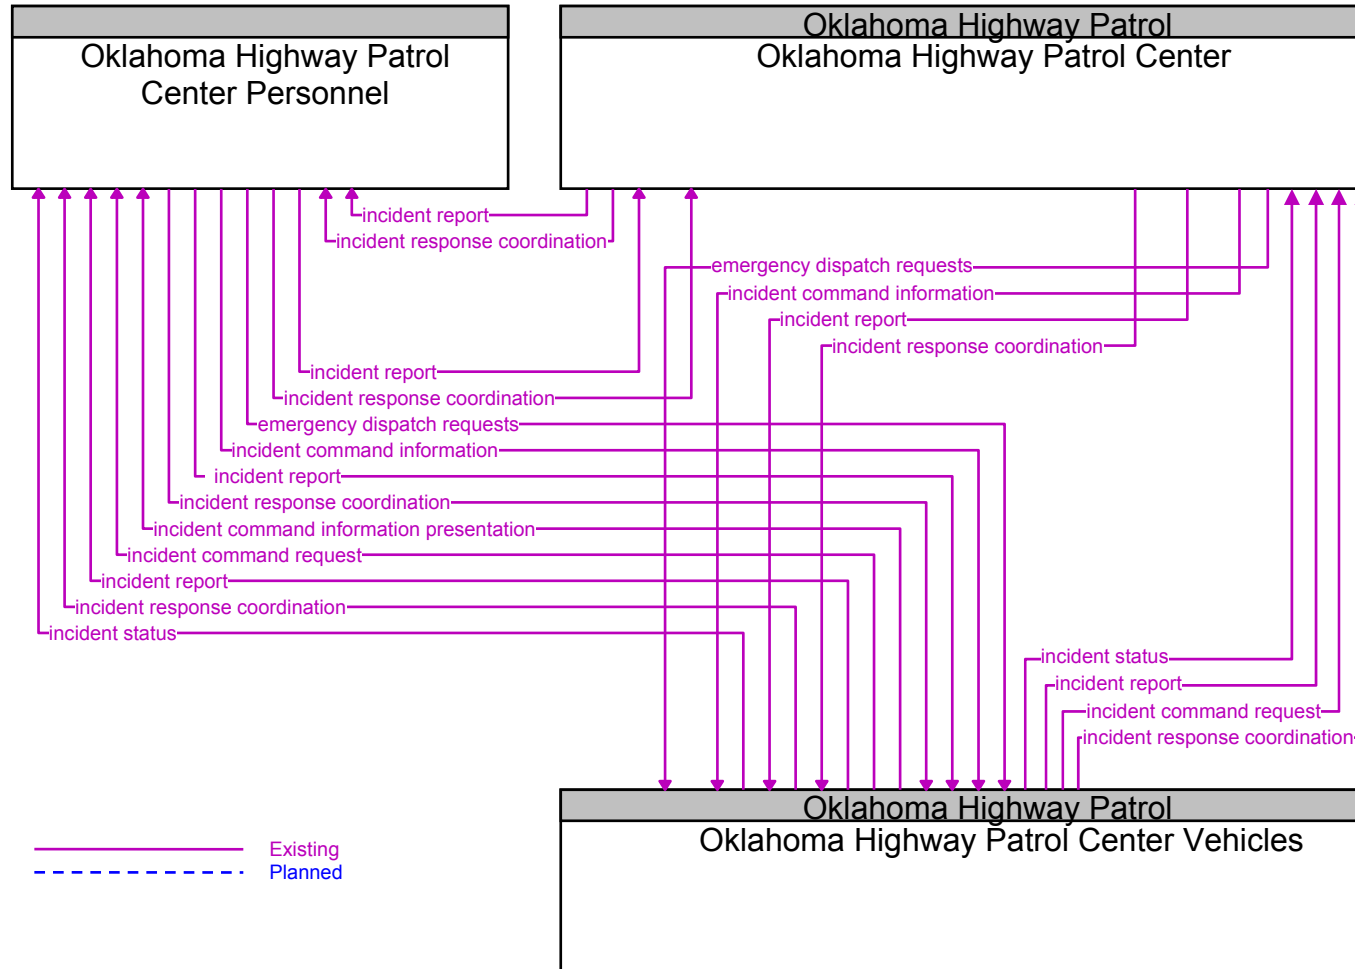 Oklahoma Highway Patrol
Center Personnel
Oklahoma Highway Patrol
Oklahoma Highway Patrol Center
incident report
incident response coordination
emergency dispatch requests
incident command information
incident report
incident response coordination
incident report
incident response coordination
emergency dispatch requests
incident command information
incident report
incident response coordination
incident command information presentation
incident command request
incident report
incident response coordination
incident status
incident status
incident report
incident command request
incident response coordination
Oklahoma Highway Patrol
Oklahoma Highway Patrol Center Vehicles
Existing
Planned